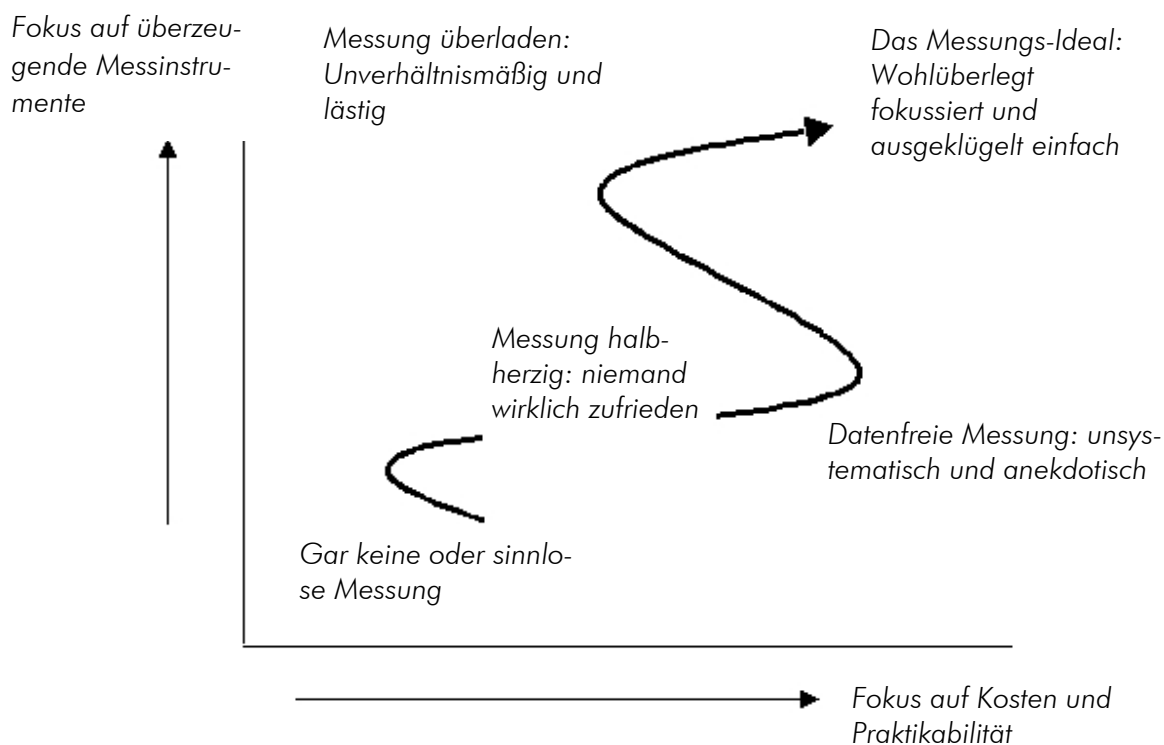 Fokus auf überzeu-
gende Messinstru-
mente
Messung überladen:
Unverhältnismäßig und
lästig
Das Messungs-Ideal:
Wohlüberlegt
fokussiert und
ausgeklügelt einfach
Messung halb-
herzig: niemand
wirklich zufrieden
Datenfreie Messung: unsys-
tematisch und anekdotisch
Gar keine oder sinnlo-
se Messung
Fokus auf Kosten und
Praktikabilität